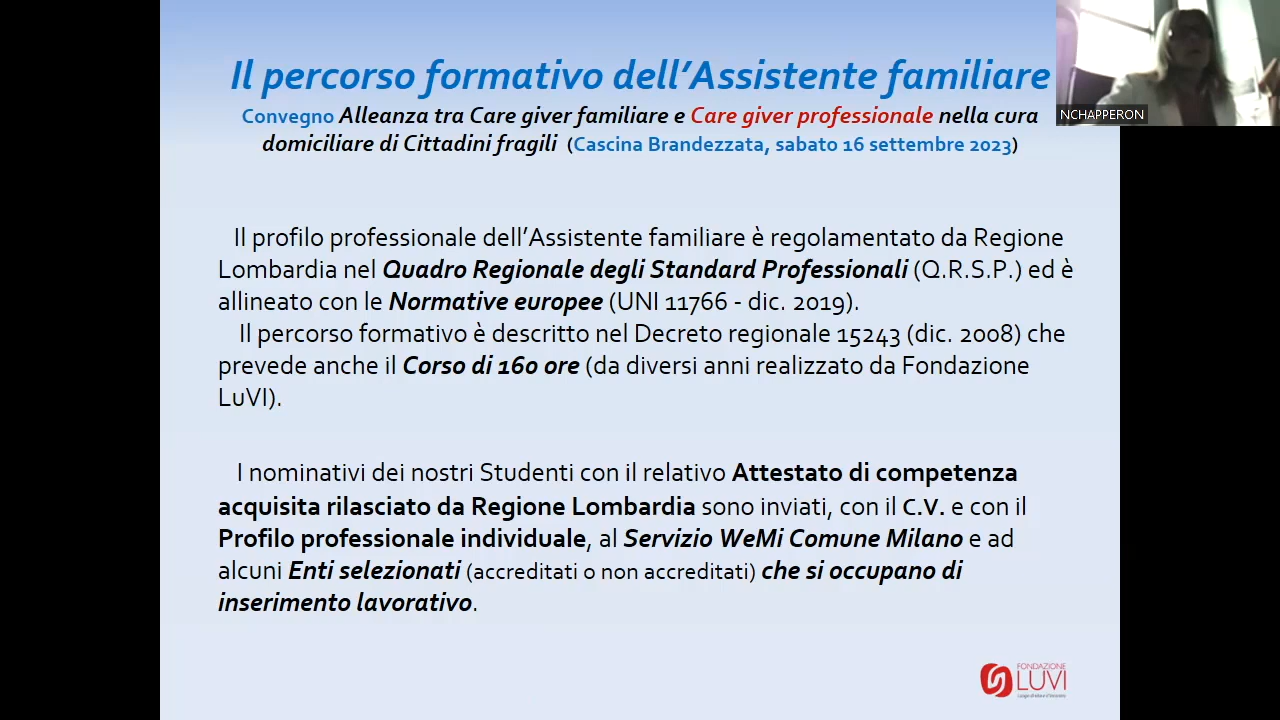 Il percorso formativo dell'Assistente familiare
Convegno Alleanza tra Care giver familiare e Care giver professionale nella cura
domiciliare di Cittadini fragili (Cascina Brandezzata, sabato 16 settembre 2023)
NCHAPPERON
Il profilo professionale dell'Assistente familiare è regolamentato da Regione
Lombardia nel Quadro Regionale degli Standard Professionali (Q.R.S.P.) ed è
allineato con le Normative europee (UNI 11766 - dic. 2019).
Il percorso formativo è descritto nel Decreto regionale 15243 (dic. 2008) che
prevede anche il Corso di 160 ore (da diversi anni realizzato da Fondazione
LuVI).
I nominativi dei nostri Studenti con il relativo Attestato di competenza
acquisita rilasciato da Regione Lombardia sono inviati, con il C.V. e con il
Profilo professionale individuale, al Servizio WeMi Comune Milano e ad
alcuni Enti selezionati (accreditati o non accreditati) che si occupano di
inserimento lavorativo.
FONDAZIONE
LUVI